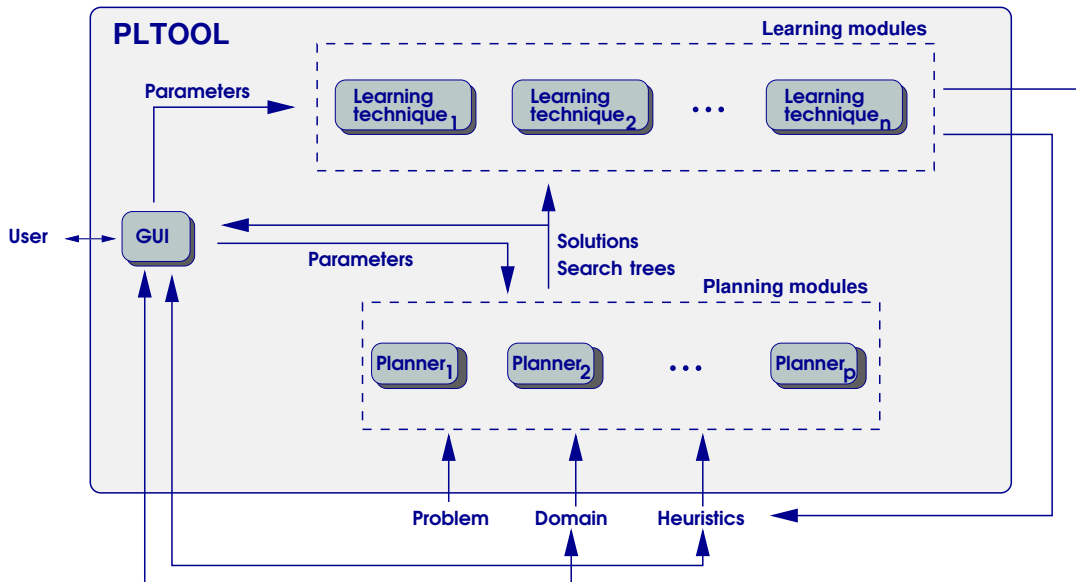 PLTOOL
Learning modules
Parameters
Learning
technique1
Learning
technique2
...
Learning
techniquen
User
GUI
Parameters
Solutions
Search trees
Planning modules
Planner1
Planner2
...
Plannerp
Problem
Domain
Heuristics